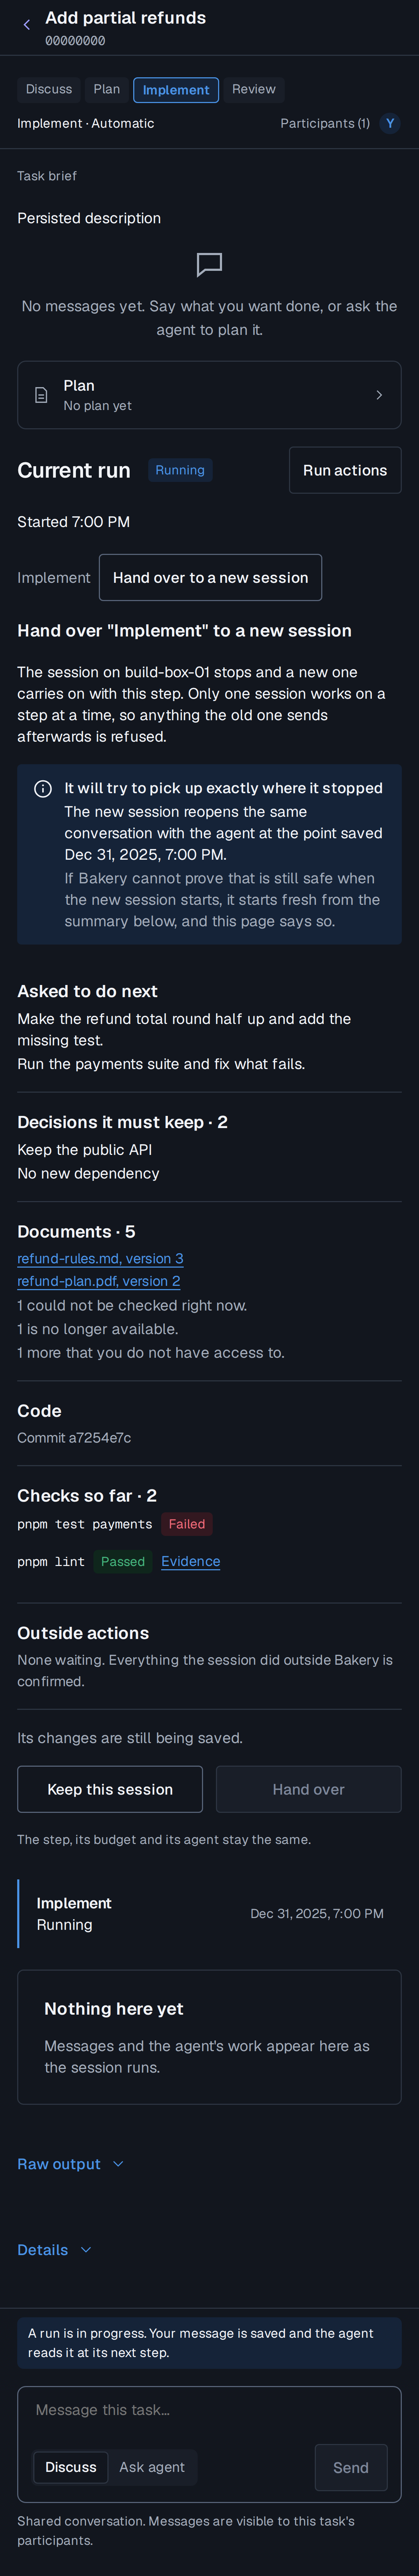 Add partial refunds
00000000
Discuss
Plan
Implement
Review
Implement · Automatic
Participants (1)
Y
Task brief
Persisted description
No messages yet. Say what you want done, or ask the
agent to plan it.
Plan
No plan yet
Current run
Running
Run actions
Started 7:00 PM
Implement
Hand over to a new session
Hand over "Implement" to a new session
The session on build-box-01 stops and a new one
carries on with this step. Only one session works on a
step at a time, so anything the old one sends
afterwards is refused.
It will try to pick up exactly where it stopped
The new session reopens the same
conversation with the agent at the point saved
Dec 31, 2025, 7:00 PM.
If Bakery cannot prove that is still safe when
the new session starts, it starts fresh from the
summary below, and this page says so.
Asked to do next
Make the refund total round half up and add the
missing test.
Run the payments suite and fix what fails.
Decisions it must keep · 2
Keep the public API
No new dependency
Documents · 5
refund-rules.md, version 3
refund-plan.pdf, version 2
1 could not be checked right now.
1 is no longer available.
1 more that you do not have access to.
Code
Commit a7254e7c
Checks so far · 2
pnpm test payments
Failed
pnpm lint
Passed
Evidence
Outside actions
None waiting. Everything the session did outside Bakery is
confirmed.
Its changes are still being saved.
Keep this session
Hand over
The step, its budget and its agent stay the same.
Implement
Running
Dec 31, 2025, 7:00 PM
Nothing here yet
Messages and the agent's work appear here as
the session runs.
Raw output
Details
A run is in progress. Your message is saved and the agent
reads it at its next step.
Message this task…
Discuss
Ask agent
Send
Shared conversation. Messages are visible to this task's
participants.